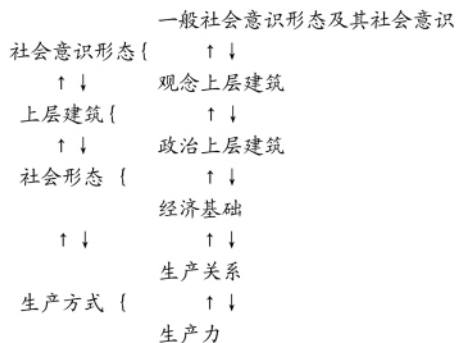 一般社会意识形态及其社会意识
社会意识形态{ ↑ ↓
↑ ↓ 观念上层建筑
上层建筑{ ↑ ↓
↑ ↓ 政治上层建筑
社会形态 { ↑ ↓
经济基础
↑ ↓ ↑ ↓
生产关系
生产方式 { ↑ ↓
生产力